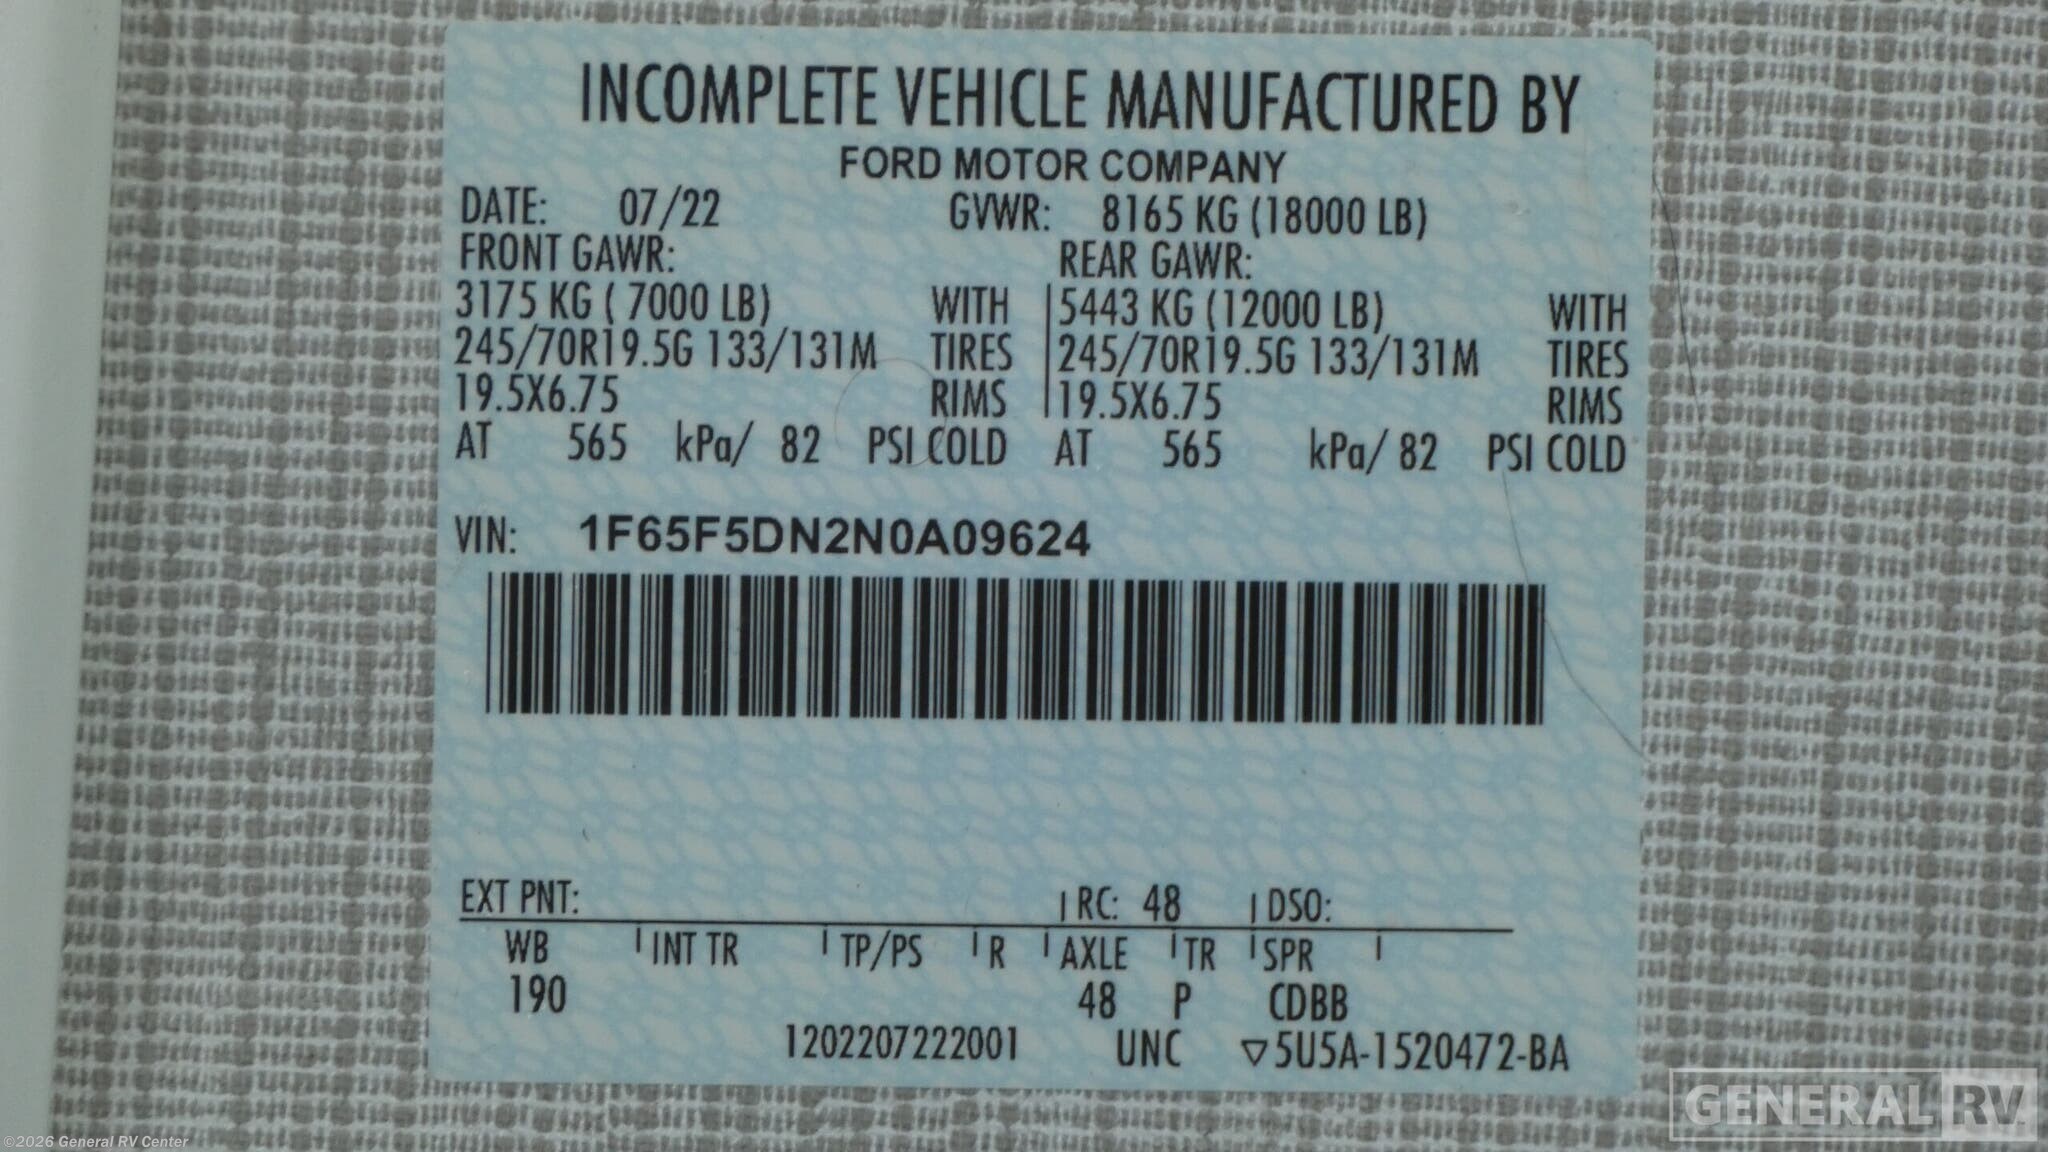 INCOMPLETE VEHICLE MANUFACTURED BY
FORD MOTOR COMPANY
DATE: 07/22 GVWR: 8165 KG (18000 LB)
FRONT GAWR: REAR GAWR:
3175 KG ( 7000 LB) WITH 5443 KG (12000 LB) WITH
245/70R19.5G 133/131M TIRES 245/70R19.5G 133/131M TIRES
19.5X6.75 RIMS 19.5X6.75 RIMS
AT 565 kPa/ 82 PSI COLD AT 565 kPa/ 82 PSI COLD
VIN: 1F65F5DN2N0A09624
EXT PNT: RC: 48 DSO:
WB INT TR TP/PS R AXLE TR SPR
190 48 P CDBB
1202207222001 UNC ▽5U5A-1520472-BA
GENERAL RV
©2026 General RV Center